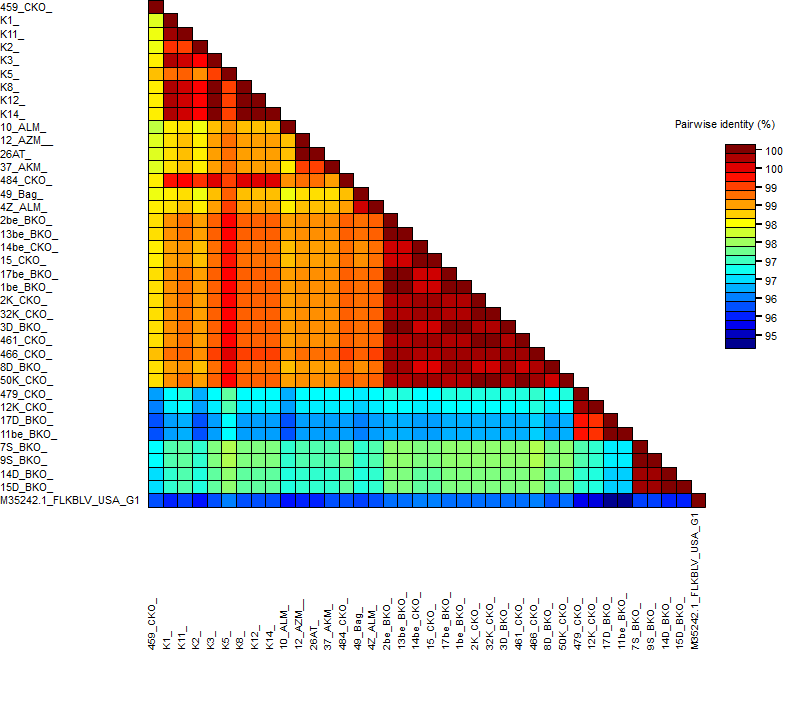 459_CKO_
K1_
K11_
K2_
K3_
K5_
K8_
K12_
K14_
10_ALM_
12_AZM__
26AT_
37_AKM_
484_CKO_
49_Bag_
4Z_ALM_
2be_BKO_
13be_BKO_
14be_CKO_
15_CKO_
17be_BKO_
1be_BKO_
2K_CKO_
32K_CKO_
3D_BKO_
461_CKO_
466_CKO_
8D_BKO_
50K_CKO_
479_CKO_
12K_CKO_
17D_BKO_
11be_BKO_
7S_BKO_
9S_BKO_
14D_BKO_
15D_BKO_
M35242.1_FLKBLV_USA_G1
Pairwise identity (%)
100
100
99
99
98
98
97
97
96
96
95
459_CKO_
K1_
K11_
K2_
K3_
K5_
K8_
K12_
K14_
10_ALM_
12_AZM__
26AT_
37_AKM_
484_CKO_
49_Bag_
4Z_ALM_
2be_BKO_
13be_BKO_
14be_CKO_
15_CKO_
17be_BKO_
1be_BKO_
2K_CKO_
32K_CKO_
3D_BKO_
461_CKO_
466_CKO_
8D_BKO_
50K_CKO_
479_CKO_
12K_CKO_
17D_BKO_
11be_BKO_
7S_BKO_
9S_BKO_
14D_BKO_
15D_BKO_
M35242.1_FLKBLV_USA_G1